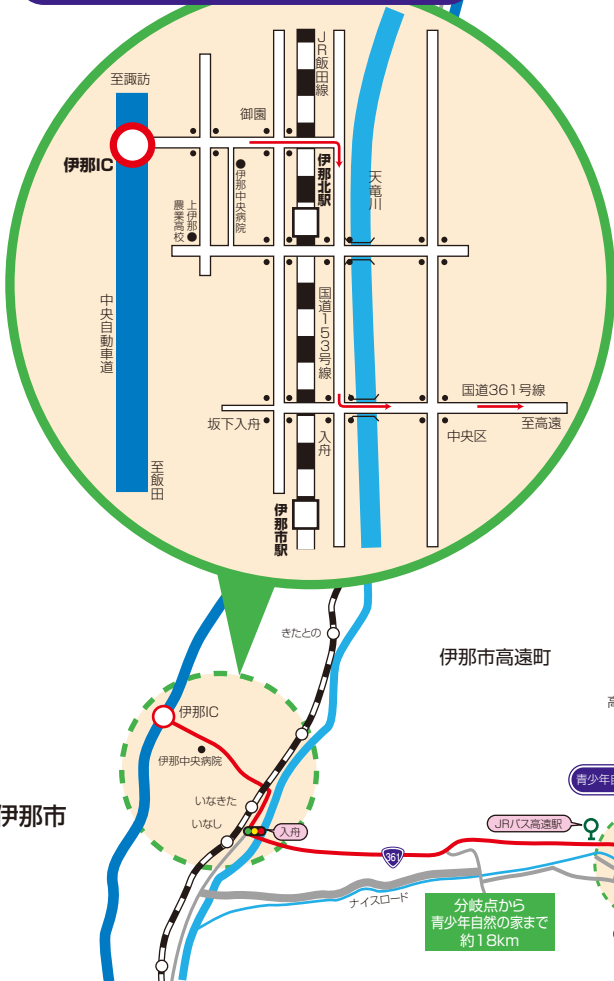 至諏訪
JR飯田線
御園
伊那IC
伊那中央病院
伊那北駅
天竜川
上伊那
農業高校
中央自動車道
国道153号線
国道361号線
坂下入舟
入舟
中央区
至高遠
至飯田
伊那市駅
きたとの
伊那市高遠町
伊那IC
高
伊那中央病院
青少年自
いなきた
伊那市
いなし
入舟
JRバス高遠駅
361
ナイスロード
分岐点から
青少年自然の家まで
約18km